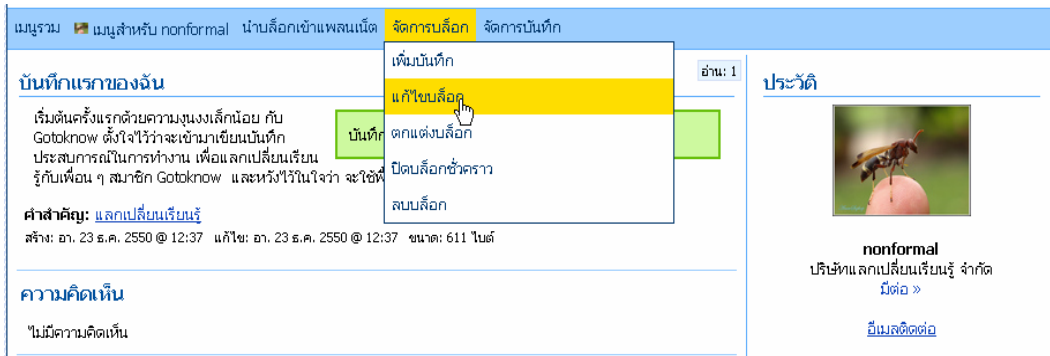 เมนูรวม เมนูสำหรับ nonformal นำบล็อกเข้าแพลนเน็ต จัดการบล็อก จัดการบันทึก
เพิ่มบันทึก
แก้ไขบล็อค
ตกแต่งบล็อก
ปิดบล็อกชั่วคราว
ลบบล็อก
อ่าน: 1
บันทึกแรกของฉัน
เริ่มต้นครั้งแรกด้วยความงุนงงเล็กน้อย กับ
Gotoknow ตั้งใจไว้ว่าจะเข้ามาเขียนบันทึก
ประสบการณ์ในการทำงาน เพื่อแลกเปลี่ยนเรียน
รู้กับเพื่อน ๆ สมาชิก Gotoknow และหวังไว้ในใจว่า จะใช้
บันทึก
คำสำคัญ: แลกเปลี่ยนเรียนรู้
สร้าง: อา. 23 ธ.ค. 2550 @ 12:37 แก้ไข: อา. 23 ธ.ค. 2550 @ 12:37 ขนาด: 611 ไบต์
ความคิดเห็น
ไม่มีความคิดเห็น
ประวัติ
nonformal
ปริษัทแลกเปลี่ยนเรียนรู้ จำกัด
มีต่อ »
อีเมลติดต่อ